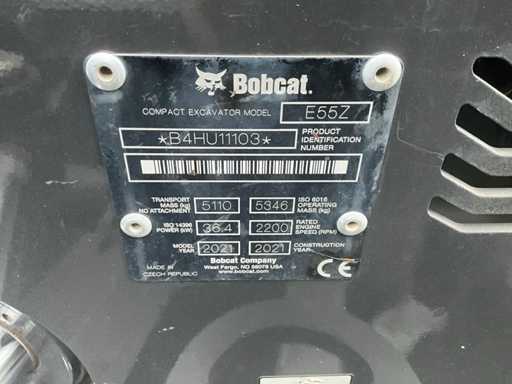 Bobcat.
COMPACT EXCAVATOR MODEL E55Z
*B4HU11103* PRODUCT IDENTIFICATION NUMBER
TRANSPORT MASS (kg) NO ATTACHMENT 5110 5346 ISO 6016 OPERATING MASS (kg)
ISO 14396 POWER (kW) 36.4 2200 RATED ENGINE SPEED (RPM)
MODEL YEAR 2021 2021 CONSTRUCTION YEAR
Bobcat Company
MADE IN CZECH REPUBLIC West Fargo, ND 58078 USA
www.bobcat.com CE